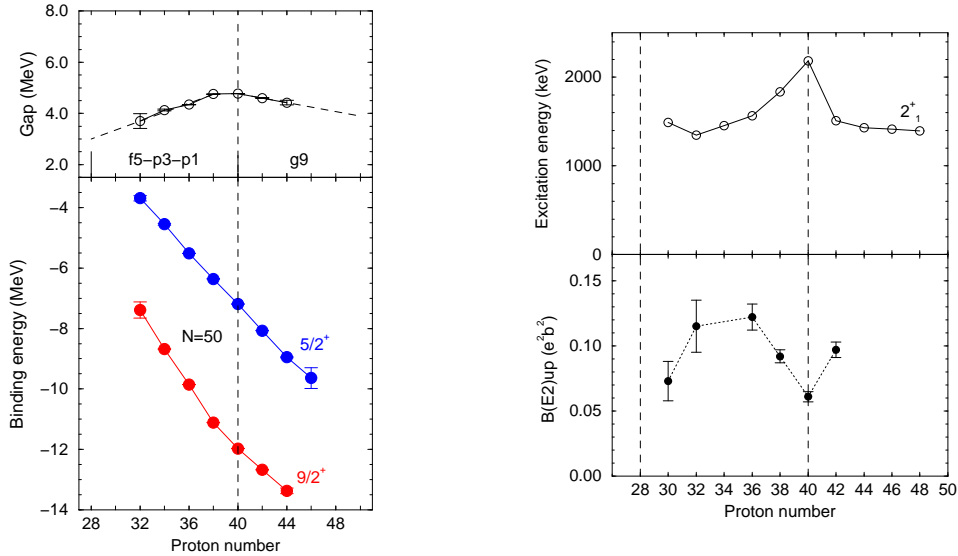 8.0
6.0
4.0
2.0
Gap (MeV)
f5−p3−p1
g9
−4
−6
−8
−10
−12
−14
Binding energy (MeV)
N=50
5/2⁺
9/2⁺
28 32 36 40 44 48
Proton number
2000
1000
0
Excitation energy (keV)
2⁺₁
0.15
0.10
0.05
0.00
B(E2)up (e²b²)
26 28 30 32 34 36 38 40 42 44 46 48 50
Proton number